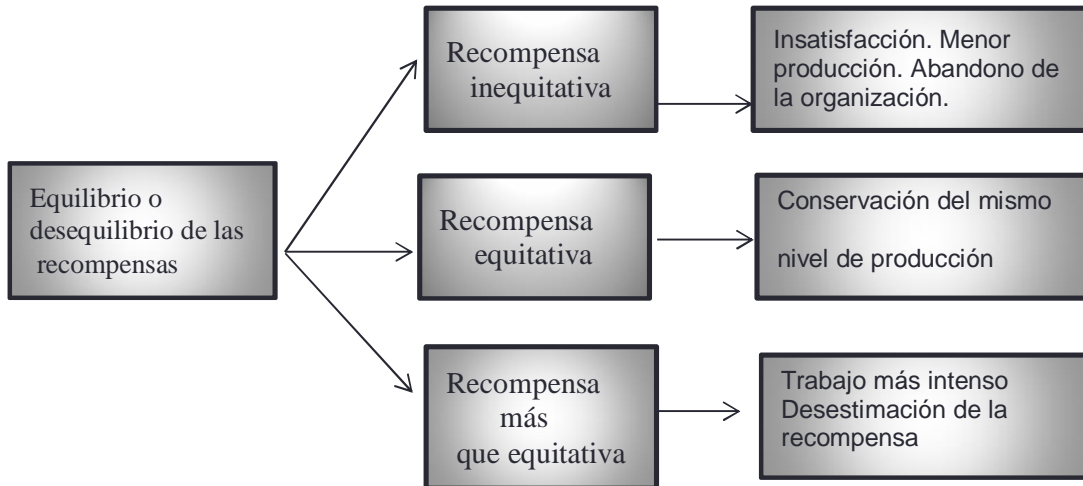 Equilibrio o
desequilibrio de las
recompensas
Recompensa
inequitativa
Insatisfacción. Menor
producción. Abandono de
la organización.
Recompensa
equitativa
Conservación del mismo
nivel de producción
Recompensa
más
que equitativa
Trabajo más intenso
Desestimación de la
recompensa